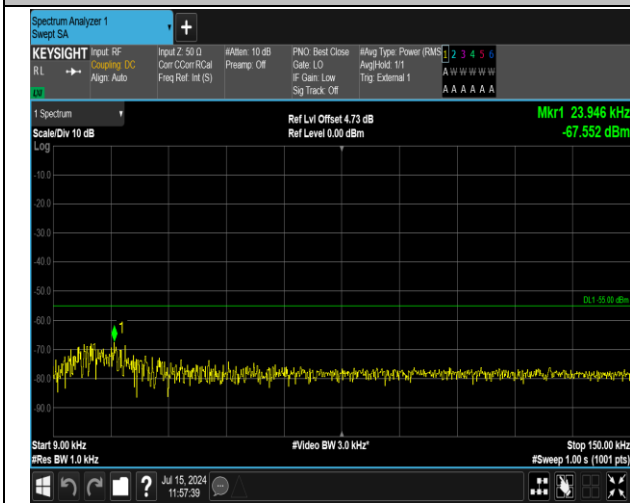 Spectrum Analyzer 1
Swept SA
+
KEYSIGHT Input: RF Input Z: 50 Ω #Atten: 10 dB PNO: Best Close #Avg Type: Power (RMS 1 2 3 4 5 6
RL Coupling: DC Corr CCorr RCal Preamp: Off Gate: LO Avg|Hold: 1/1 A W W W W W
Align: Auto Freq Ref: Int (S) IF Gain: Low Trig: External 1
Sig Track: Off A A A A A A
1 Spectrum Ref Lvl Offset 4.73 dB Mkr1 23.946 kHz
Scale/Div 10 dB Ref Level 0.00 dBm -67.552 dBm
Log
-10.0
-20.0
-30.0
-40.0
-50.0
DL1 -55.00 dBm
-60.0
1
-70.0
-80.0
-90.0
Start 9.00 kHz #Video BW 3.0 kHz* Stop 150.00 kHz
#Res BW 1.0 kHz #Sweep 1.00 s (1001 pts)
? Jul 15, 2024
11:57:39